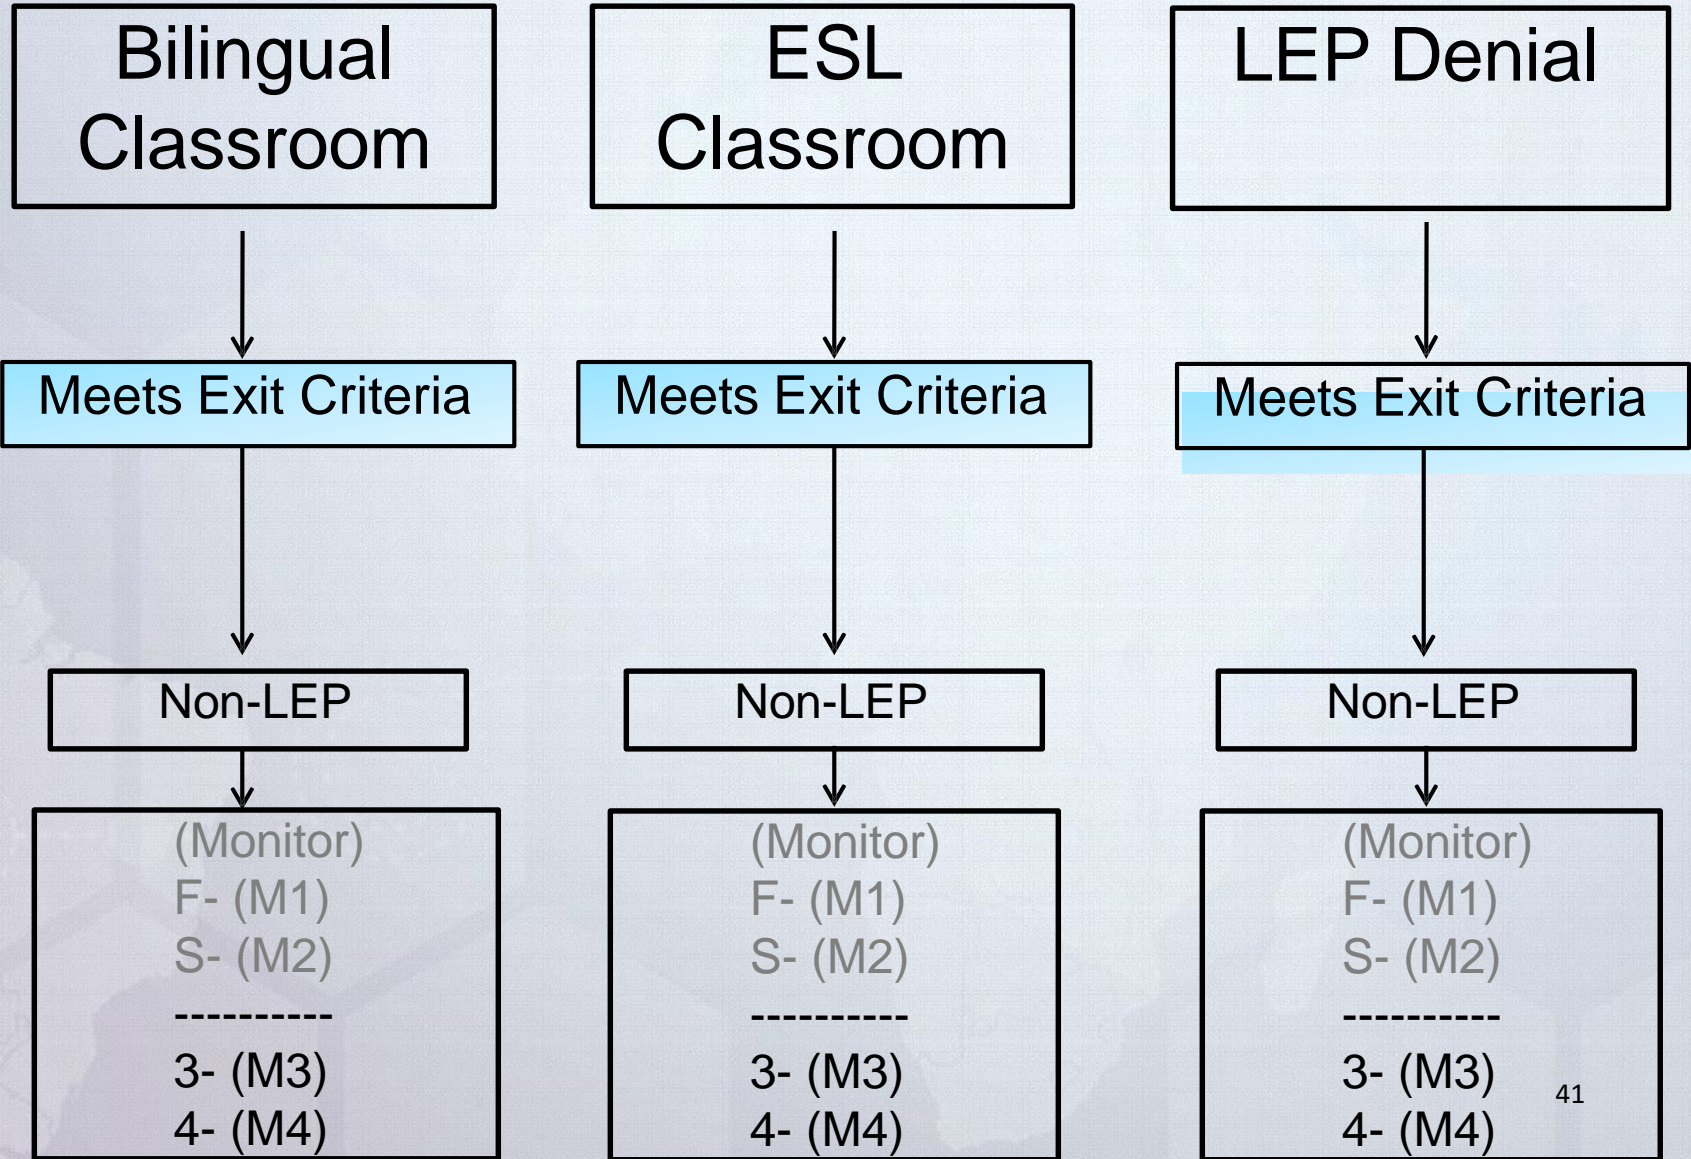 Bilingual
Classroom
Meets Exit Criteria
Non-LEP
(Monitor)
F- (M1)
S- (M2)
----------
3- (M3)
4- (M4)
ESL
Classroom
Meets Exit Criteria
Non-LEP
(Monitor)
F- (M1)
S- (M2)
----------
3- (M3)
4- (M4)
LEP Denial
Meets Exit Criteria
Non-LEP
(Monitor)
F- (M1)
S- (M2)
----------
3- (M3)
4- (M4)
41